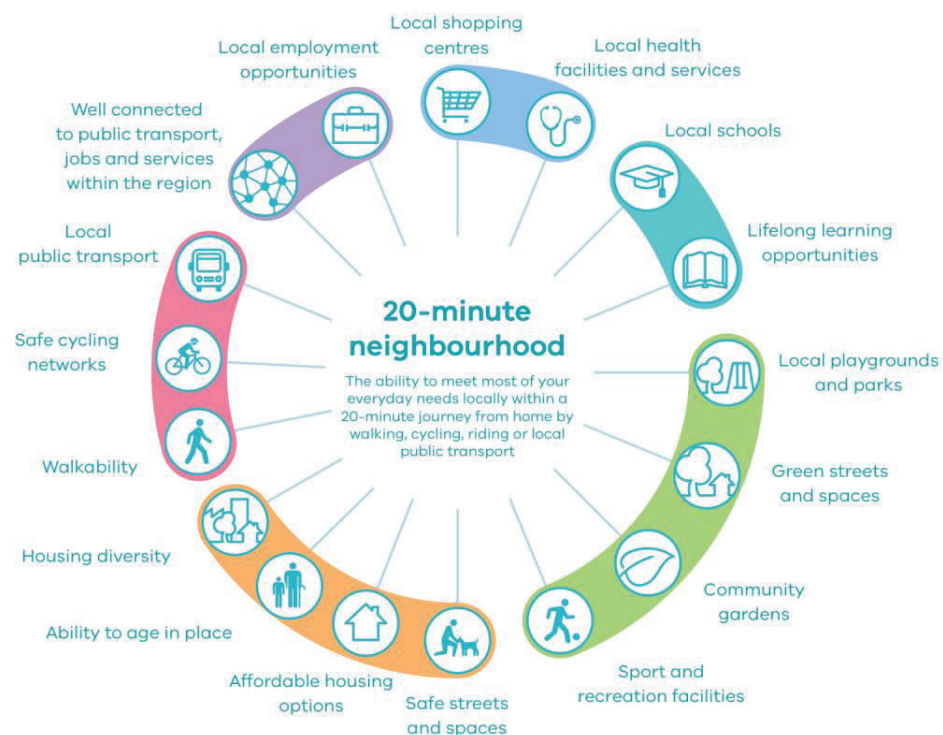 Local shopping
centres
Local health
facilities and services
Local schools
Lifelong learning
opportunities
Local playgrounds
and parks
Green streets
and spaces
Community
gardens
Sport and
recreation facilities
Safe streets
and spaces
Affordable housing
options
Ability to age in place
Housing diversity
Walkability
Safe cycling
networks
Local
public transport
Well connected
to public transport,
jobs and services
within the region
Local employment
opportunities
20-minute
neighbourhood
The ability to meet most of your
everyday needs locally within a
20-minute journey from home by
walking, cycling, riding or local
public transport